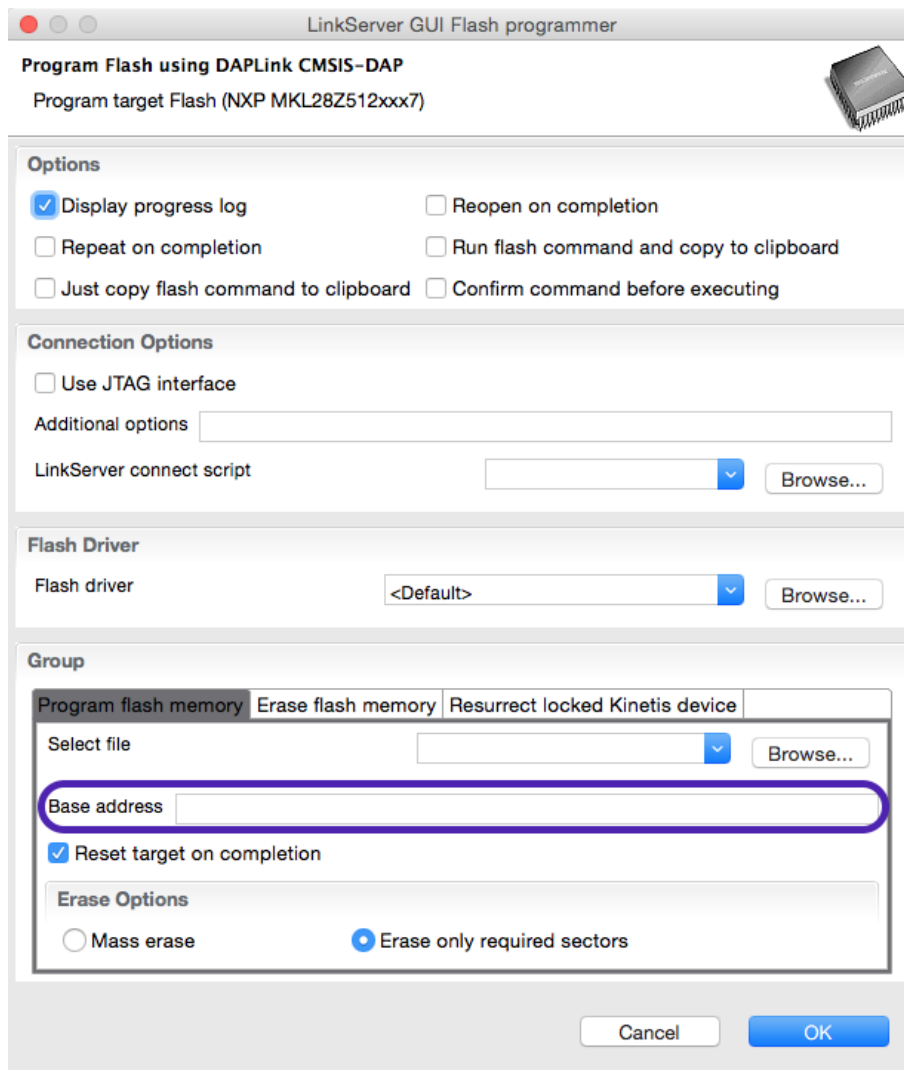 LinkServer GUI Flash programmer
Program Flash using DAPLink CMSIS-DAP
Program target Flash (NXP MKL28Z512xxx7)
Options
Display progress log
Reopen on completion
Repeat on completion
Run flash command and copy to clipboard
Just copy flash command to clipboard
Confirm command before executing
Connection Options
Use JTAG interface
Additional options
LinkServer connect script
Browse...
Flash Driver
Flash driver
<Default>
Browse...
Group
Program flash memory
Erase flash memory
Resurrect locked Kinetis device
Select file
Browse...
Base address
Reset target on completion
Erase Options
Mass erase
Erase only required sectors
Cancel
OK